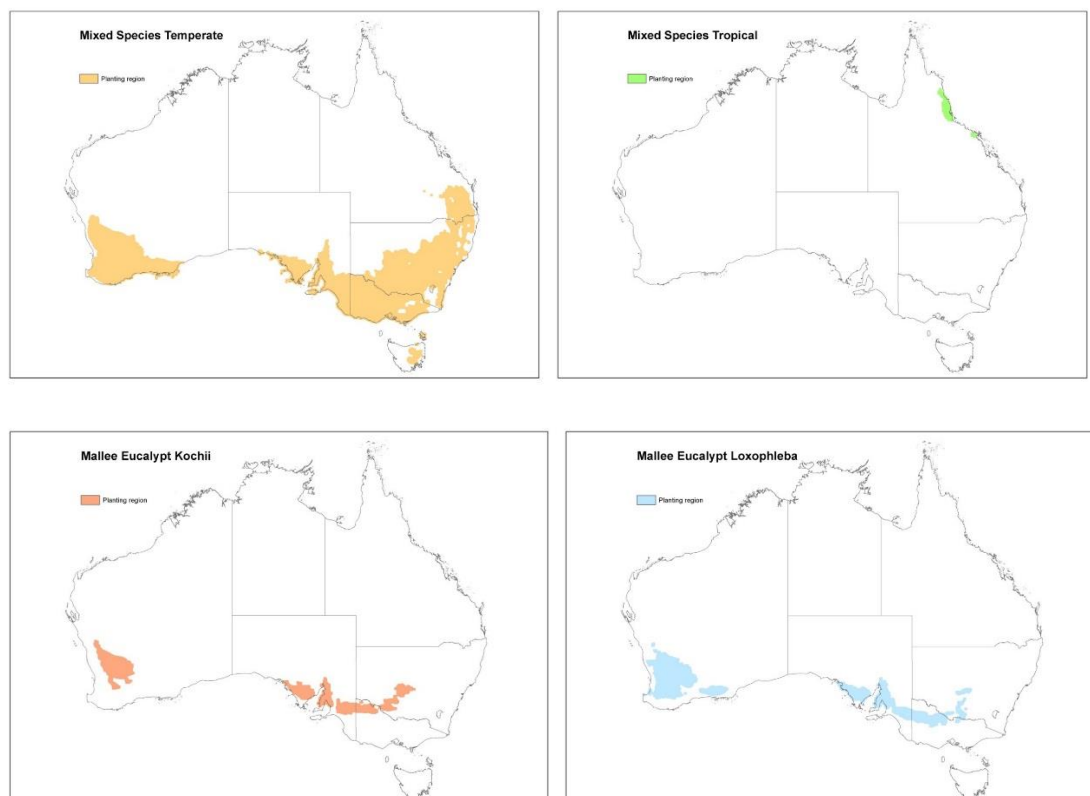 Mixed Species Temperate
Planting region
Mixed Species Tropical
Planting region
Mallee Eucalypt Kochii
Planting region
Mallee Eucalypt Loxophleba
Planting region